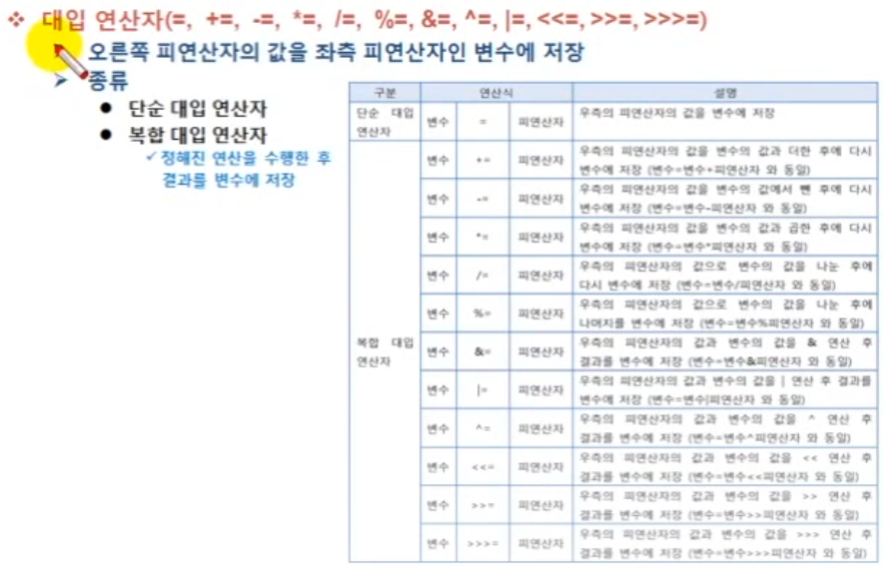 ❖ 대입 연산자(=, +=, -=, *=, /=, %=, &=, ^=, |=, <<=, >>=, >>>=)
오른쪽 피연산자의 값을 좌측 피연산자인 변수에 저장
➢ 종류
● 단순 대입 연산자
● 복합 대입 연산자
✓ 정해진 연산을 수행한 후
결과를 변수에 저장
구분 연산식 설명
단순 대입
연산자
변수 = 피연산자
우측의 피연산자의 값을 변수에 저장
복합 대입
연산자
변수 += 피연산자
우측의 피연산자의 값을 변수의 값과 더한 후에 다시
변수에 저장 (변수=변수+피연산자 와 동일)
변수 -= 피연산자
우측의 피연산자의 값을 변수의 값에서 뺀 후에 다시
변수에 저장 (변수=변수-피연산자 와 동일)
변수 *= 피연산자
우측의 피연산자의 값을 변수의 값과 곱한 후에 다시
변수에 저장 (변수=변수*피연산자 와 동일)
변수 /= 피연산자
우측의 피연산자의 값으로 변수의 값을 나눈 후에
다시 변수에 저장 (변수=변수/피연산자 와 동일)
변수 %= 피연산자
우측의 피연산자의 값으로 변수의 값을 나눈 후에
나머지를 변수에 저장 (변수=변수%피연산자 와 동일)
변수 &= 피연산자
우측의 피연산자의 값과 변수의 값을 & 연산 후
결과를 변수에 저장 (변수=변수&피연산자 와 동일)
변수 |= 피연산자
우측의 피연산자의 값과 변수의 값을 | 연산 후 결과를
변수에 저장 (변수=변수|피연산자 와 동일)
변수 ^= 피연산자
우측의 피연산자의 값과 변수의 값을 ^ 연산 후
결과를 변수에 저장 (변수=변수^피연산자 와 동일)
변수 <<= 피연산자
우측의 피연산자의 값과 변수의 값을 << 연산 후
결과를 변수에 저장 (변수=변수<<피연산자 와 동일)
변수 >>= 피연산자
우측의 피연산자의 값과 변수의 값을 >> 연산 후
결과를 변수에 저장 (변수=변수>>피연산자 와 동일)
변수 >>>= 피연산자
우측의 피연산자의 값과 변수의 값을 >>> 연산 후
결과를 변수에 저장 (변수=변수>>>피연산자 와 동일)